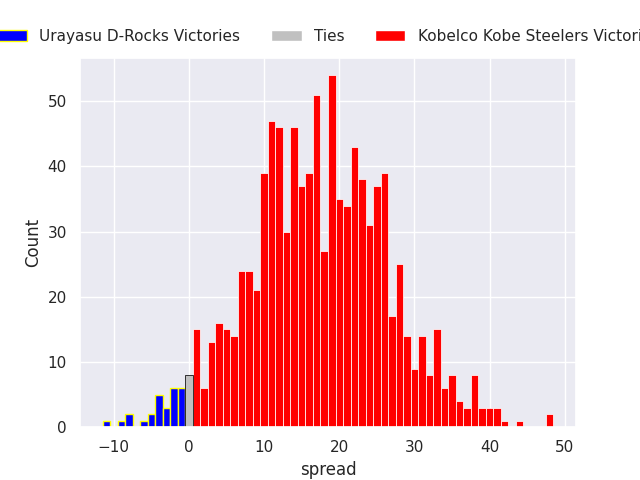 Urayasu D-Rocks Victories Ties Kobelco Kobe Steelers Victori
50
40
30
20
10
0
Count
−10 0 10 20 30 40 50
spread